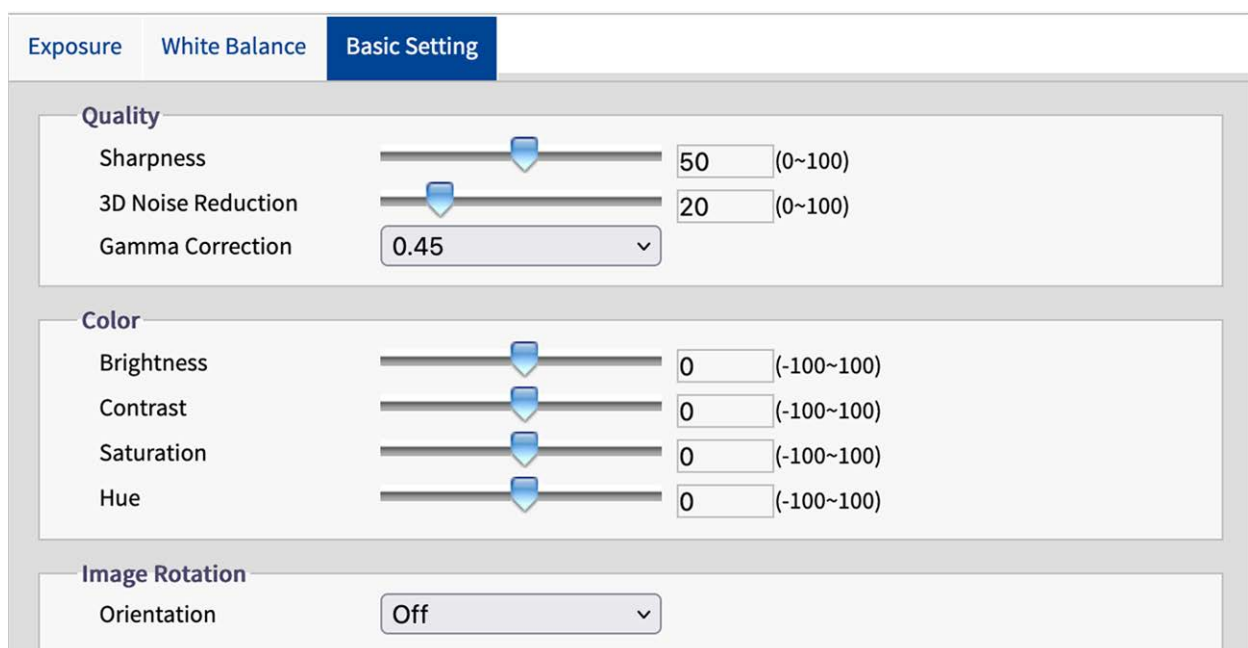 Exposure White Balance Basic Setting
Quality
Sharpness 50 (0~100)
3D Noise Reduction 20 (0~100)
Gamma Correction 0.45
Color
Brightness 0 (-100~100)
Contrast 0 (-100~100)
Saturation 0 (-100~100)
Hue 0 (-100~100)
Image Rotation
Orientation Off